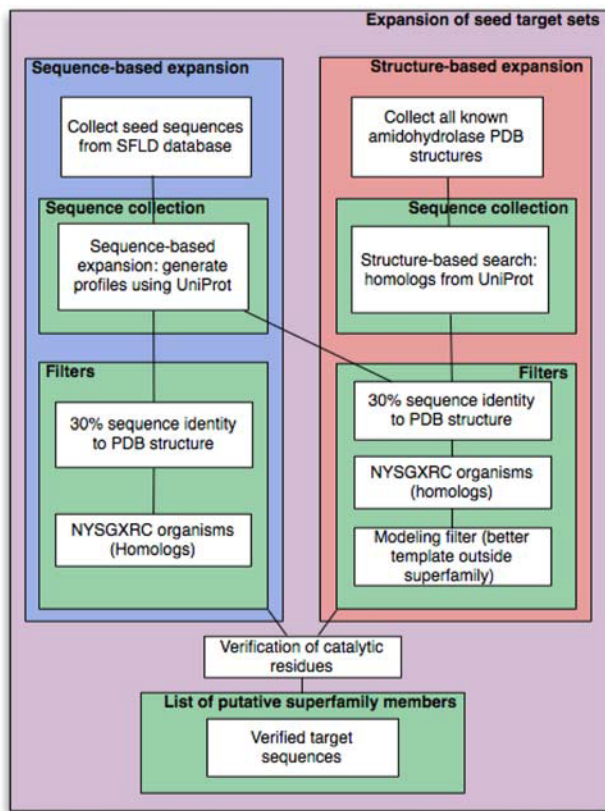 Expansion of seed target sets
Sequence-based expansion
Collect seed sequences
from SFLD database
Sequence collection
Sequence-based
expansion: generate
profiles using UniProt
Filters
30% sequence identity
to PDB structure
NYSGXRC organisms
(Homologs)
Structure-based expansion
Collect all known
amidohydrolase PDB
structures
Sequence collection
Structure-based search:
homologs from UniProt
Filters
30% sequence identity
to PDB structure
NYSGXRC organisms
(homologs)
Modeling filter (better
template outside
superfamily)
Verification of catalytic
residues
List of putative superfamily members
Verified target
sequences